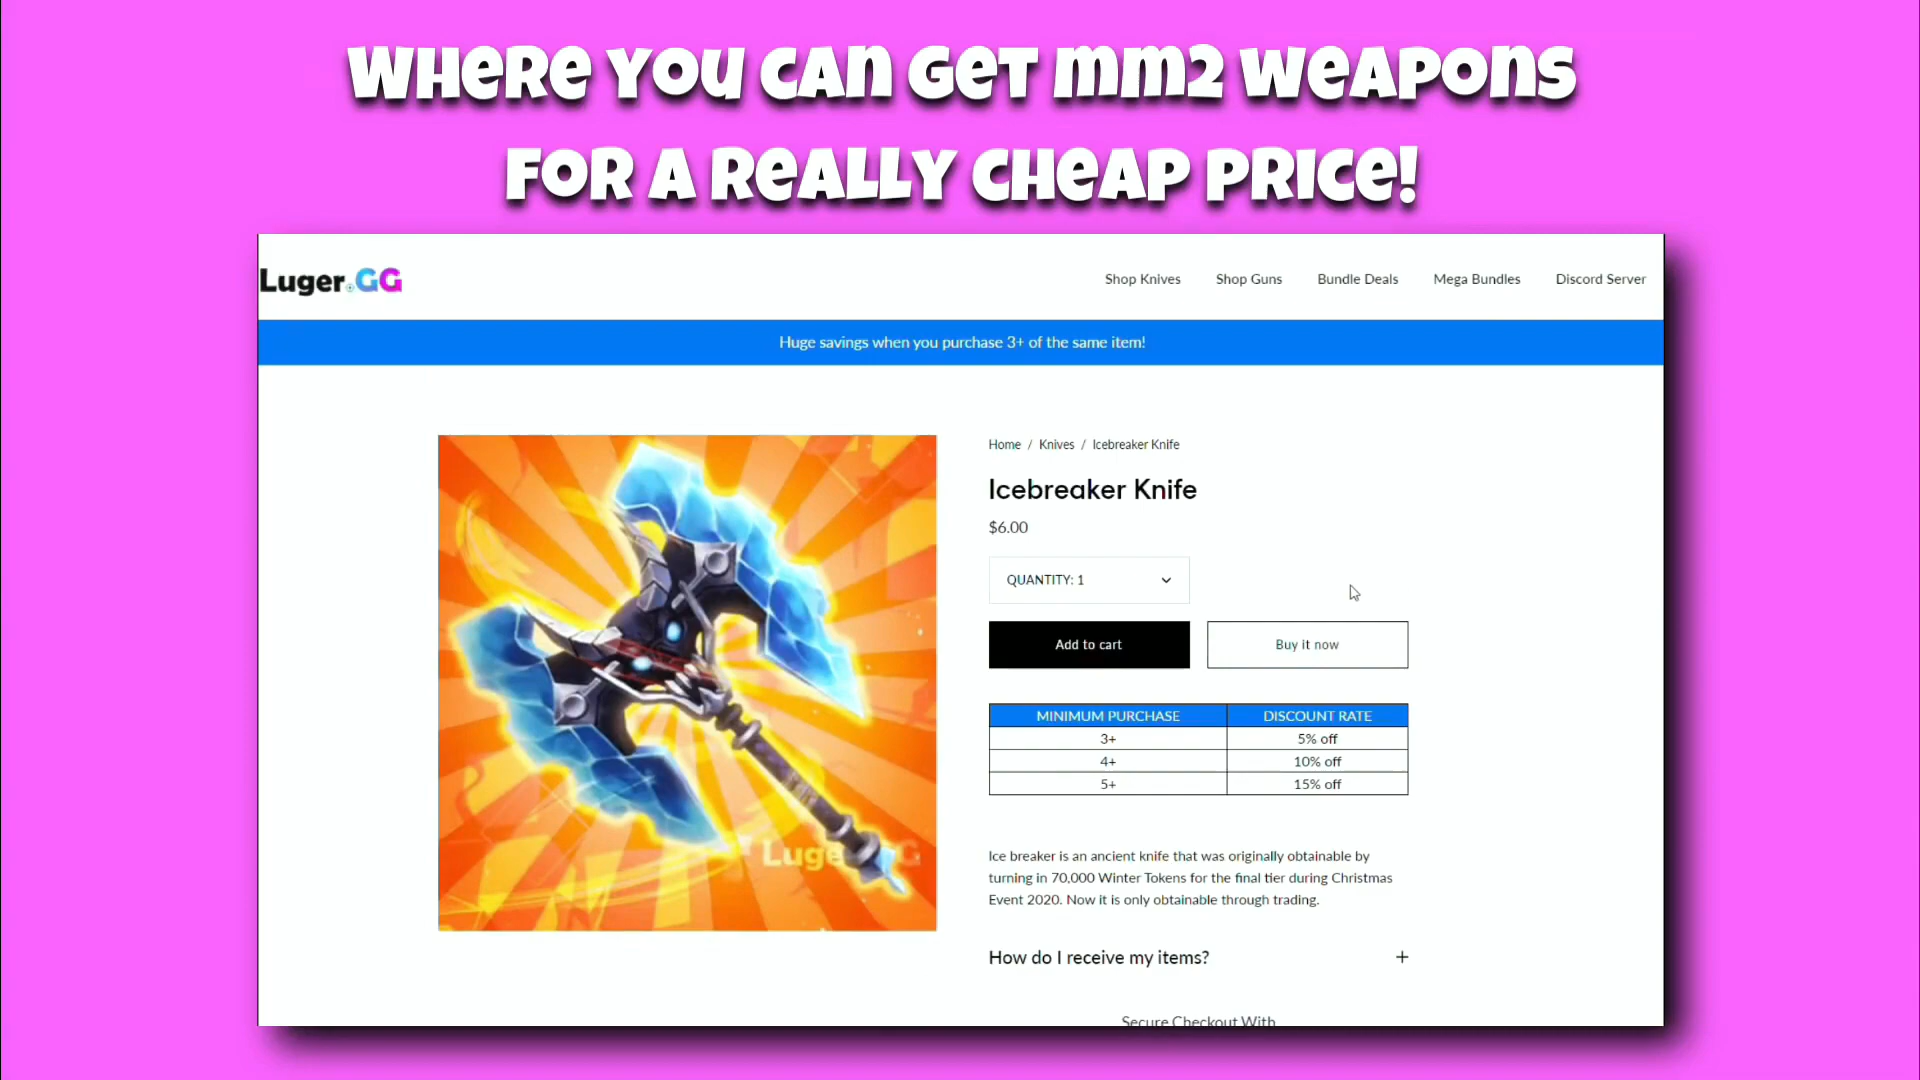 WHERE YOU CAN GET MM2 WEAPONS
FOR A REALLY CHEAP PRICE!
Luger.GG
Shop Knives
Shop Guns
Bundle Deals
Mega Bundles
Discord Server
Huge savings when you purchase 3+ of the same item!
Home / Knives / Icebreaker Knife
Icebreaker Knife
$6.00
QUANTITY: 1
Add to cart
Buy it now
MINIMUM PURCHASE DISCOUNT RATE
3+ 5% off
4+ 10% off
5+ 15% off
Ice breaker is an ancient knife that was originally obtainable by
turning in 70,000 Winter Tokens for the final tier during Christmas
Event 2020. Now it is only obtainable through trading.
How do I receive my items? +
Secure Checkout With